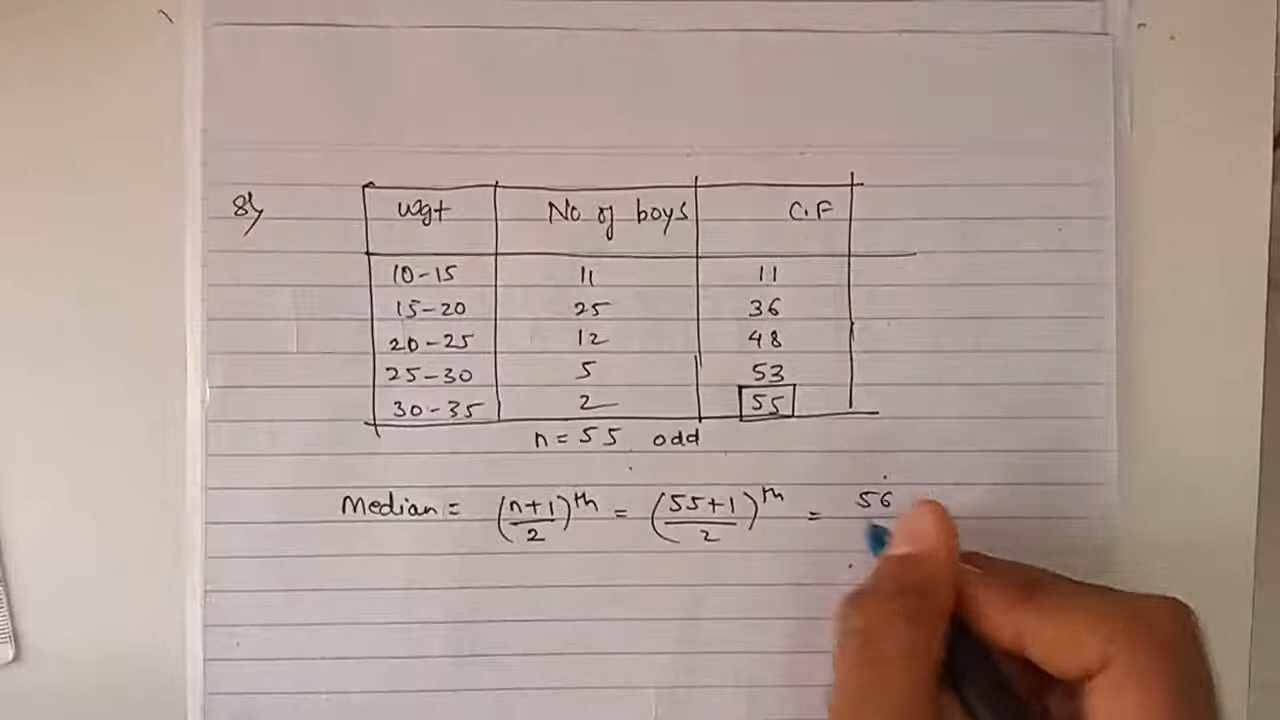 8) wgt No of boys C.F
10-15 11 11
15-20 25 36
20-25 12 48
25-30 5 53
30-35 2 55
n=55 odd
Median = (n+1/2)th = (55+1/2)th = 56